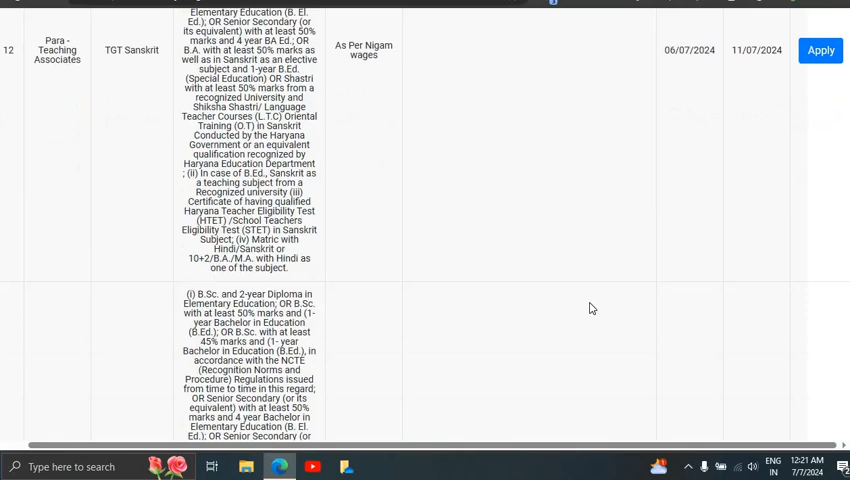 Elementary Education (B. El.
Ed.); OR Senior Secondary (or
its equivalent) with at least 50%
marks and 4 year BA Ed.; OR
B.A. with at least 50% marks as
well as in Sanskrit as an elective
subject and 1-year B.Ed.
(Special Education) OR Shastri
with at least 50% marks from a
recognized University and
Shiksha Shastri/ Language
Teacher Courses (L.T.C) Oriental
Training (O.T) in Sanskrit
Conducted by the Haryana
Government or an equivalent
qualification recognized by
Haryana Education Department
; (ii) In case of B.Ed., Sanskrit as
a teaching subject from a
Recognized university (iii)
Certificate of having qualified
Haryana Teacher Eligibility Test
(HTET) /School Teachers
Eligibility Test (STET) in Sanskrit
Subject; (iv) Matric with
Hindi/Sanskrit or
10+2/B.A./M.A. with Hindi as
one of the subject.
12
Para -
Teaching
Associates
TGT Sanskrit
As Per Nigam
wages
06/07/2024
11/07/2024
Apply
(i) B.Sc. and 2-year Diploma in
Elementary Education; OR B.Sc.
with at least 50% marks and (1-
year Bachelor in Education
(B.Ed.); OR B.Sc. with at least
45% marks and (1- year
Bachelor in Education (B.Ed.), in
accordance with the NCTE
(Recognition Norms and
Procedure) Regulations issued
from time to time in this regard;
OR Senior Secondary (or its
equivalent) with at least 50%
marks and 4 year Bachelor in
Elementary Education (B. El.
Ed.); OR Senior Secondary (or
Type here to search
ENG
IN
12:21 AM
7/7/2024
2